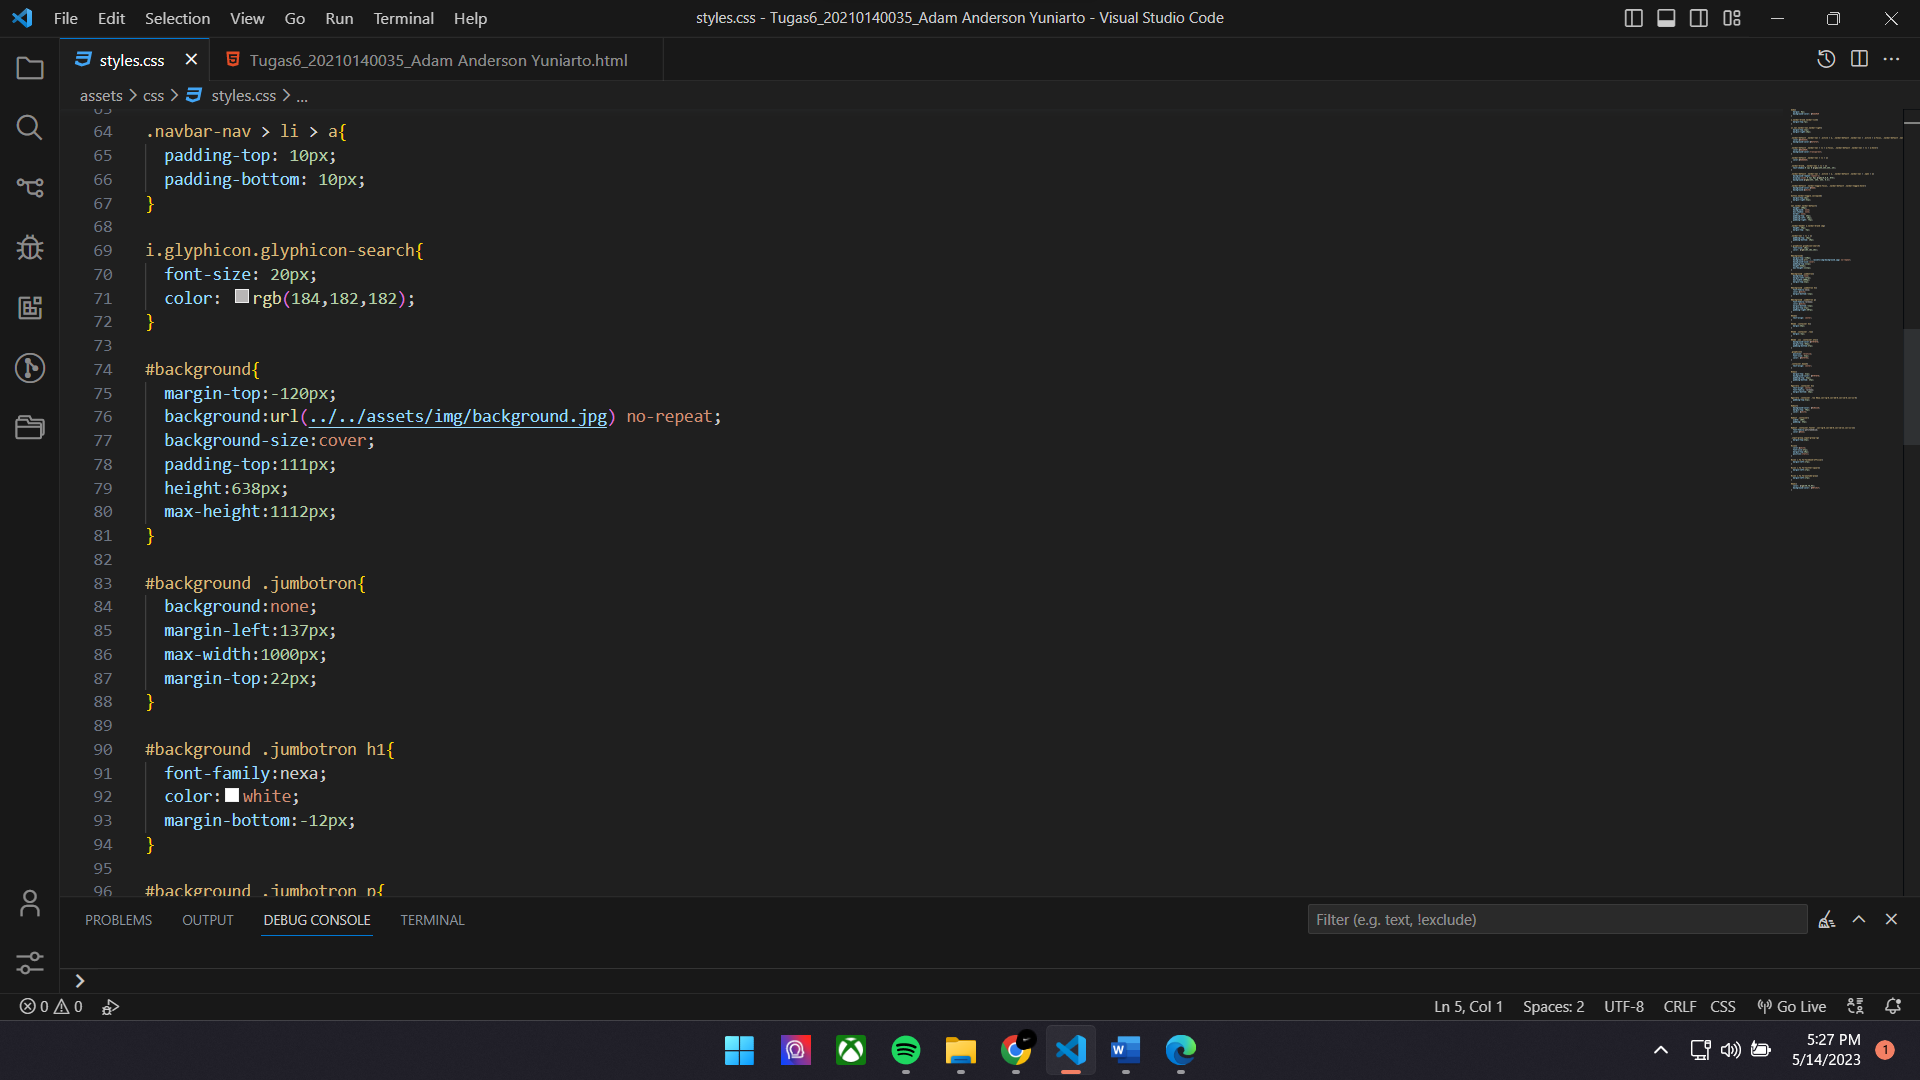 File Edit Selection View Go Run Terminal Help
styles.css - Tugas6_20210140035_Adam Anderson Yuniarto - Visual Studio Code
styles.css
Tugas6_20210140035_Adam Anderson Yuniarto.html
assets > css > styles.css > ...
63
64 .navbar-nav > li > a{
65 padding-top: 10px;
66 padding-bottom: 10px;
67 }
68
69 i.glyphicon.glyphicon-search{
70 font-size: 20px;
71 color: rgb(184,182,182);
72 }
73
74 #background{
75 margin-top:-120px;
76 background:url(../../assets/img/background.jpg) no-repeat;
77 background-size:cover;
78 padding-top:111px;
79 height:638px;
80 max-height:1112px;
81 }
82
83 #background .jumbotron{
84 background:none;
85 margin-left:137px;
86 max-width:1000px;
87 margin-top:22px;
88 }
89
90 #background .jumbotron h1{
91 font-family:nexa;
92 color:white;
93 margin-bottom:-12px;
94 }
95
96 #background .jumbotron p{
PROBLEMS OUTPUT DEBUG CONSOLE TERMINAL
Filter (e.g. text, !exclude)
>
0 0
Ln 5, Col 1 Spaces: 2 UTF-8 CRLF CSS Go Live
5:27 PM
5/14/2023
1